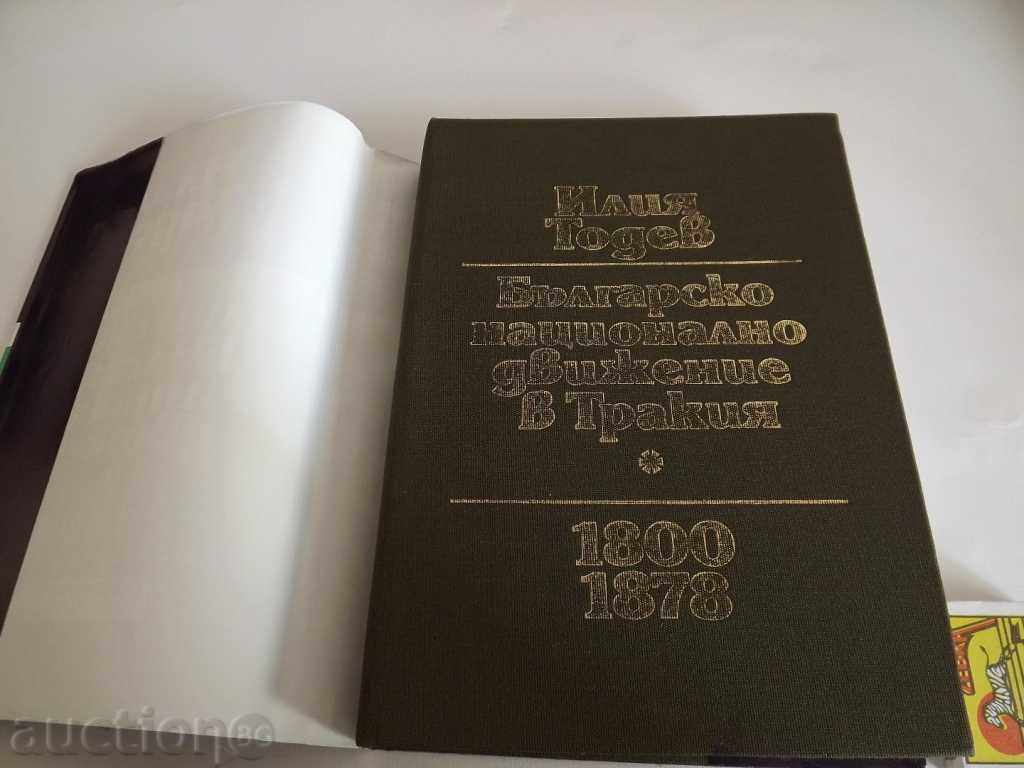 Илия
Тодев
Българско
национално
движение
в Тракия
1800
1878
auction